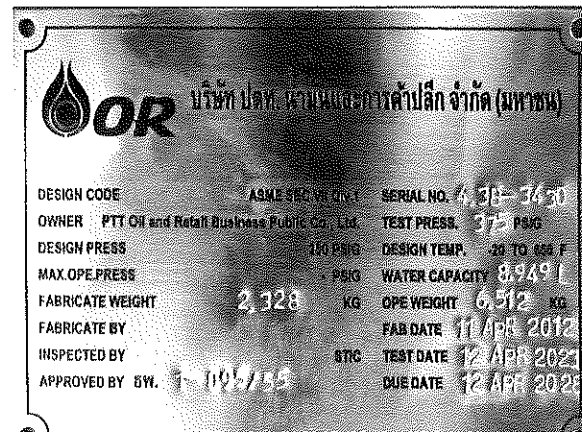 OR บริษัท ปตท. น้ำมันและการค้าปลีก จำกัด (มหาชน)
DESIGN CODE ASME SEC.VIII DIV.1 SERIAL NO. 4.38-3430
OWNER PTT Oil and Retail Business Public Co., Ltd. TEST PRESS. 375 PSIG
DESIGN PRESS 250 PSIG DESIGN TEMP. -20 TO 650 F
MAX.OPE.PRESS - PSIG WATER CAPACITY 8,949 L
FABRICATE WEIGHT 2,328 KG OPE WEIGHT 6,512 KG
FABRICATE BY FAB DATE 11 APR 2012
INSPECTED BY STIC TEST DATE 12 APR
APPROVED BY DUE DATE 12 APR